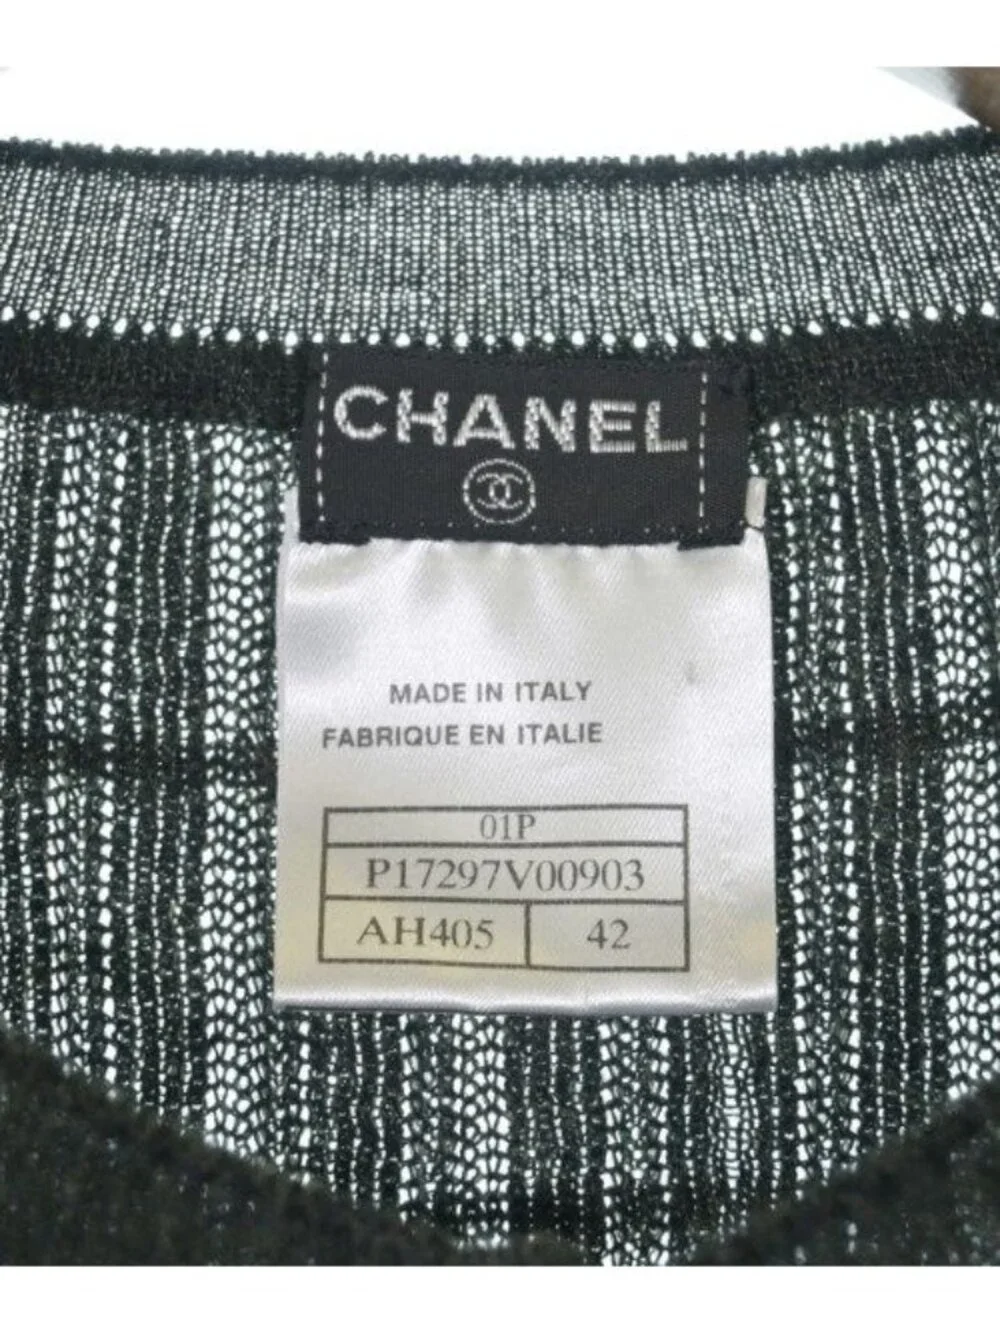 CHANEL
MADE IN ITALY
FABRIQUE EN ITALIE
01P
P17297V00903
AH405 42